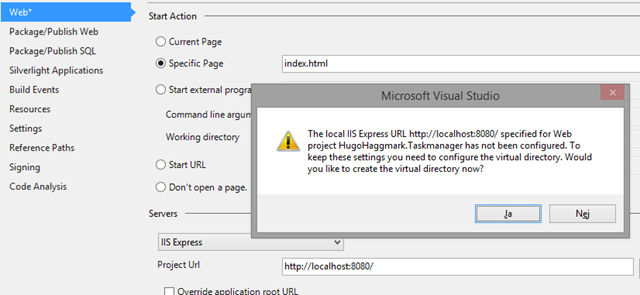 Web*
Package/Publish Web
Package/Publish SQL
Silverlight Applications
Build Events
Resources
Settings
Reference Paths
Signing
Code Analysis
Start Action
Current Page
Specific Page
index.html
Start external progra
Command line argum
Working directory
Start URL
Don't open a page.
Servers
IIS Express
Project Url
http://localhost:8080/
Override application root URL
Microsoft Visual Studio
The local IIS Express URL http://localhost:8080/ specified for Web
project HugoHaggmark.Taskmanager has not been configured. To
keep these settings you need to configure the virtual directory. Would
you like to create the virtual directory now?
Ja
Nej